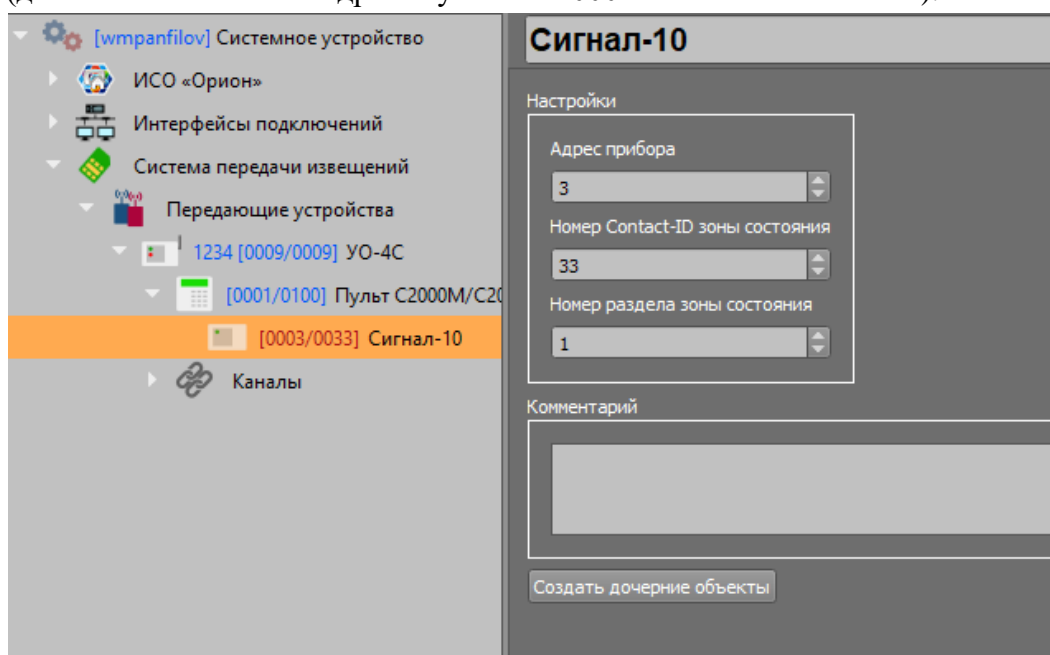 [wmpanfilov] Системное устройство
ИСО «Орион»
Интерфейсы подключений
Система передачи извещений
Передающие устройства
1234 [0009/0009] УО-4С
[0001/0100] Пульт С2000М/С20
[0003/0033] Сигнал-10
Каналы
Сигнал-10
Настройки
Адрес прибора
3
Номер Contact-ID зоны состояния
33
Номер раздела зоны состояния
1
Комментарий
Создать дочерние объекты